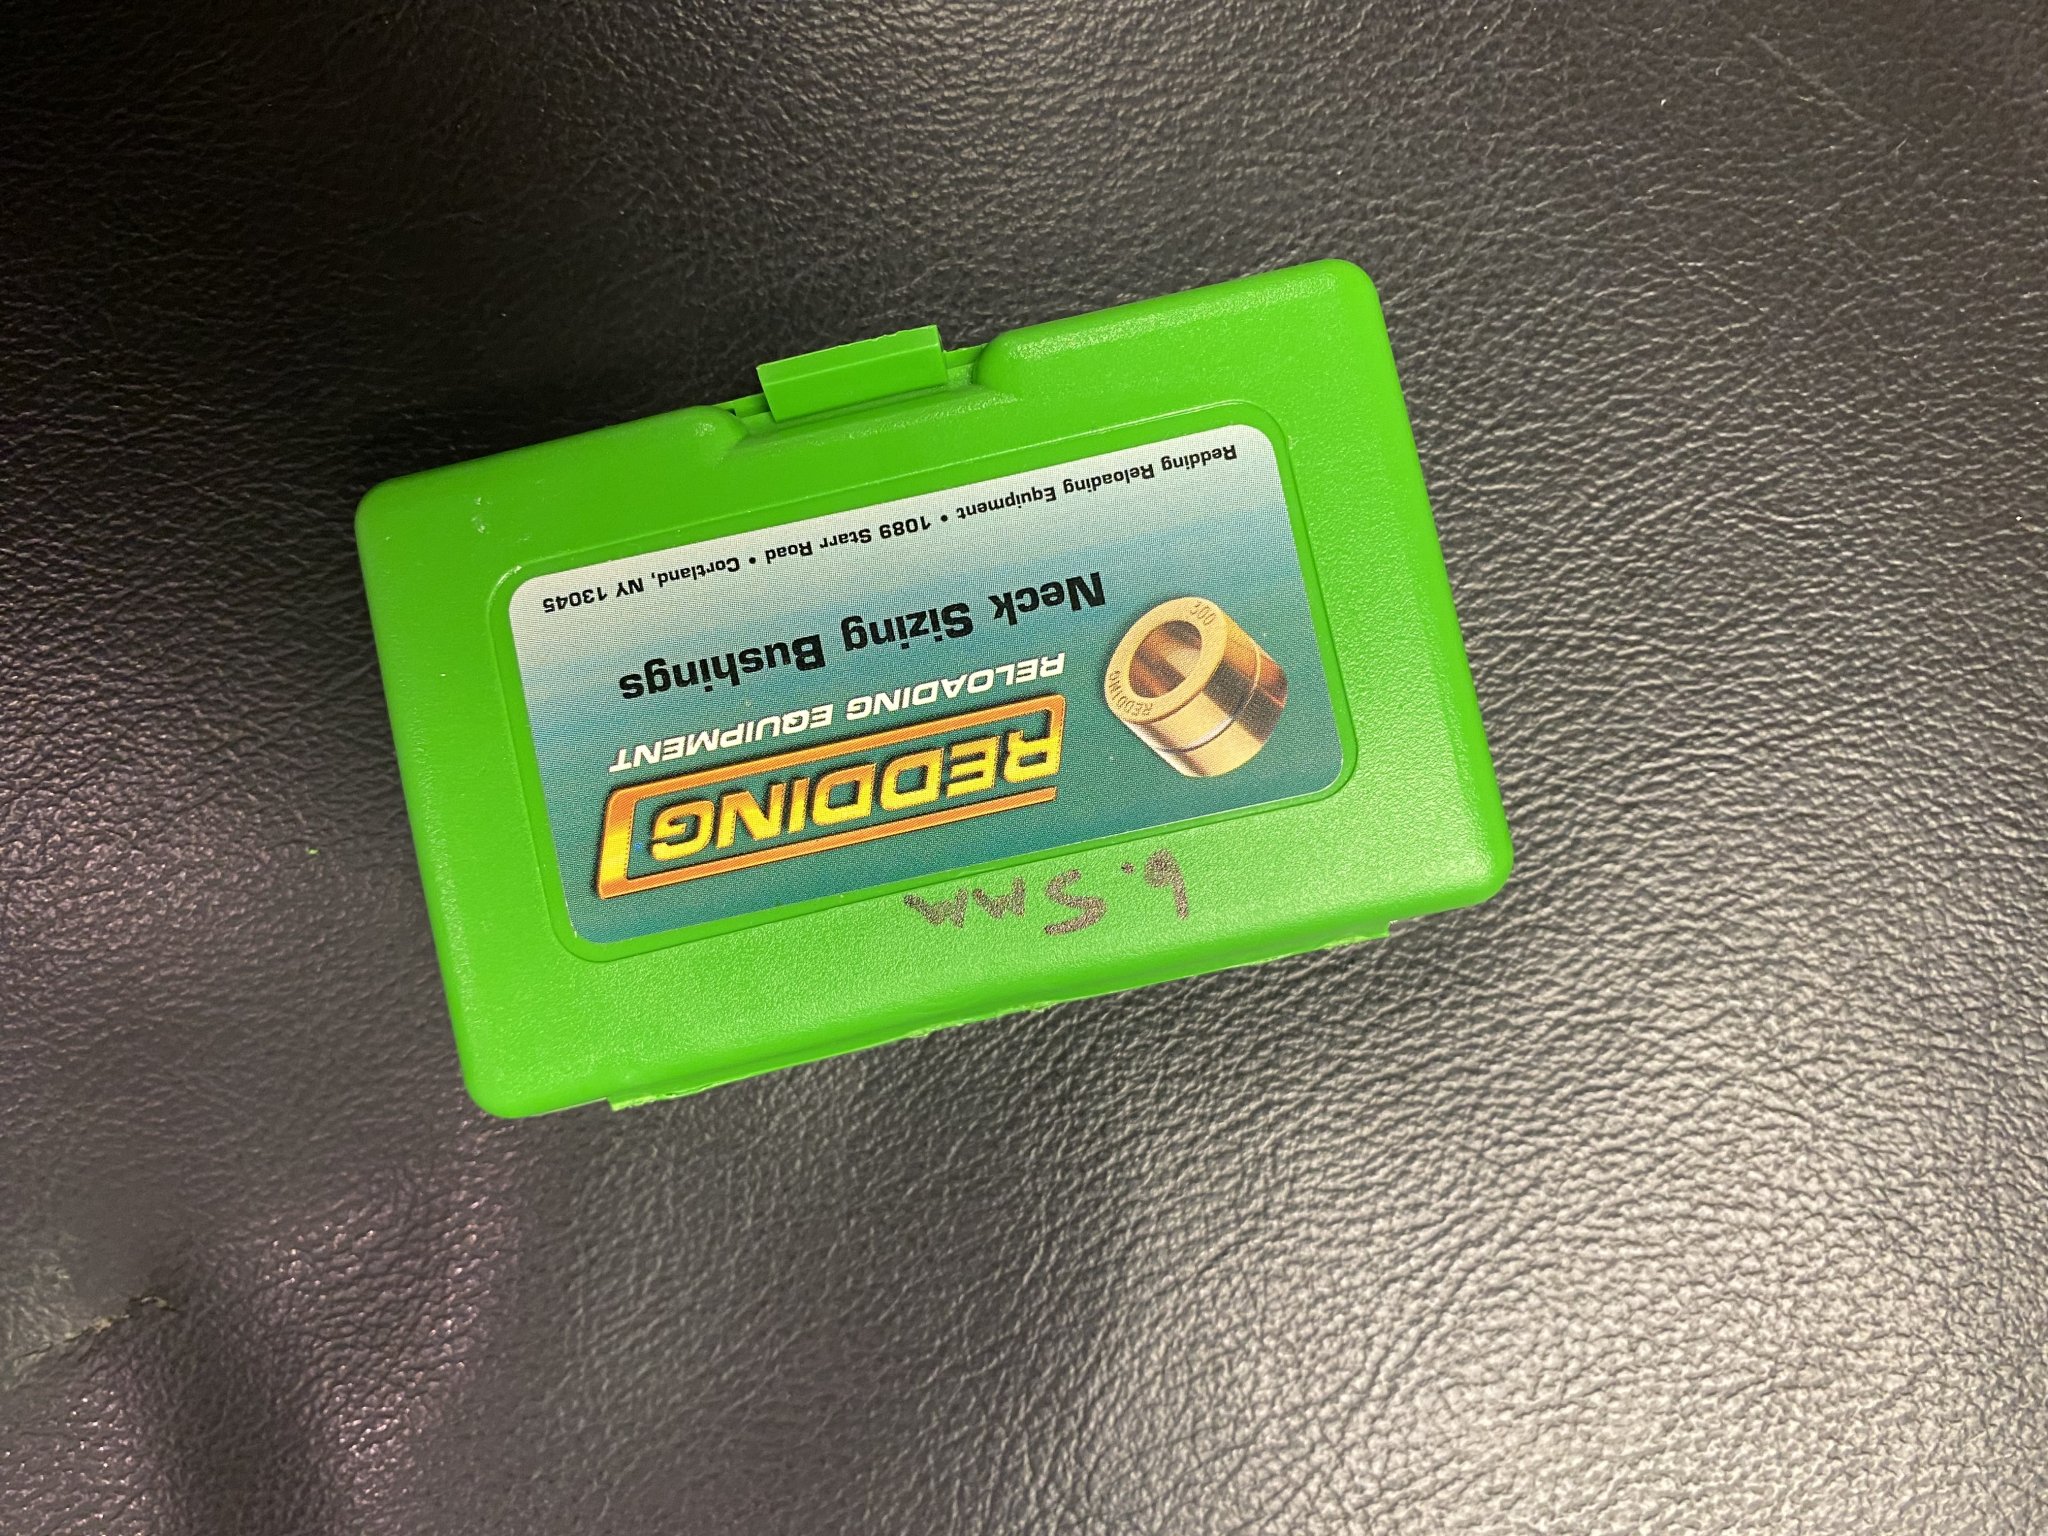 6.5mm
REDDING
RELOADING EQUIPMENT
REDDING
300
Neck Sizing Bushings
Redding Reloading Equipment • 1089 Starr Road • Cortland, NY 13045